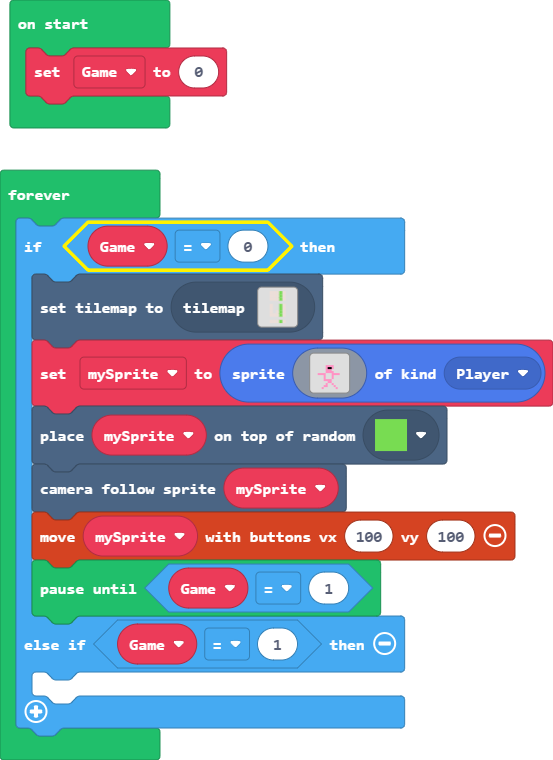 on start
set Game to 0
forever
if Game = 0 then
set tilemap to tilemap
set mySprite to sprite of kind Player
place mySprite on top of random
camera follow sprite mySprite
move mySprite with buttons vx 100 vy 100
pause until Game = 1
else if Game = 1 then